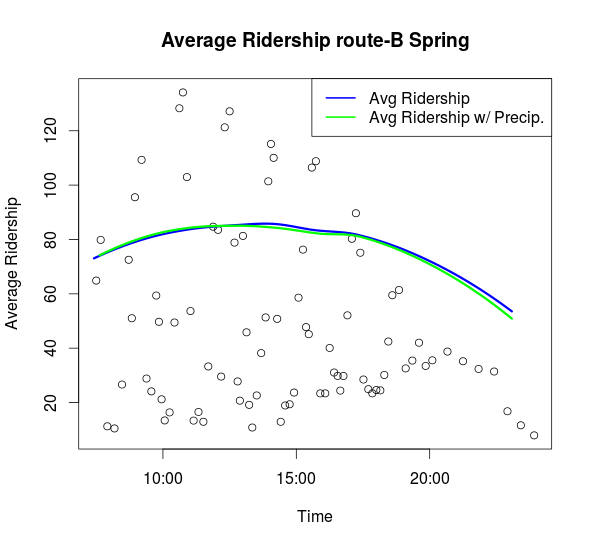 Average Ridership route-B Spring
Avg Ridership
Avg Ridership w/ Precip.
Average Ridership
120
100
80
60
40
20
10:00 15:00 20:00
Time